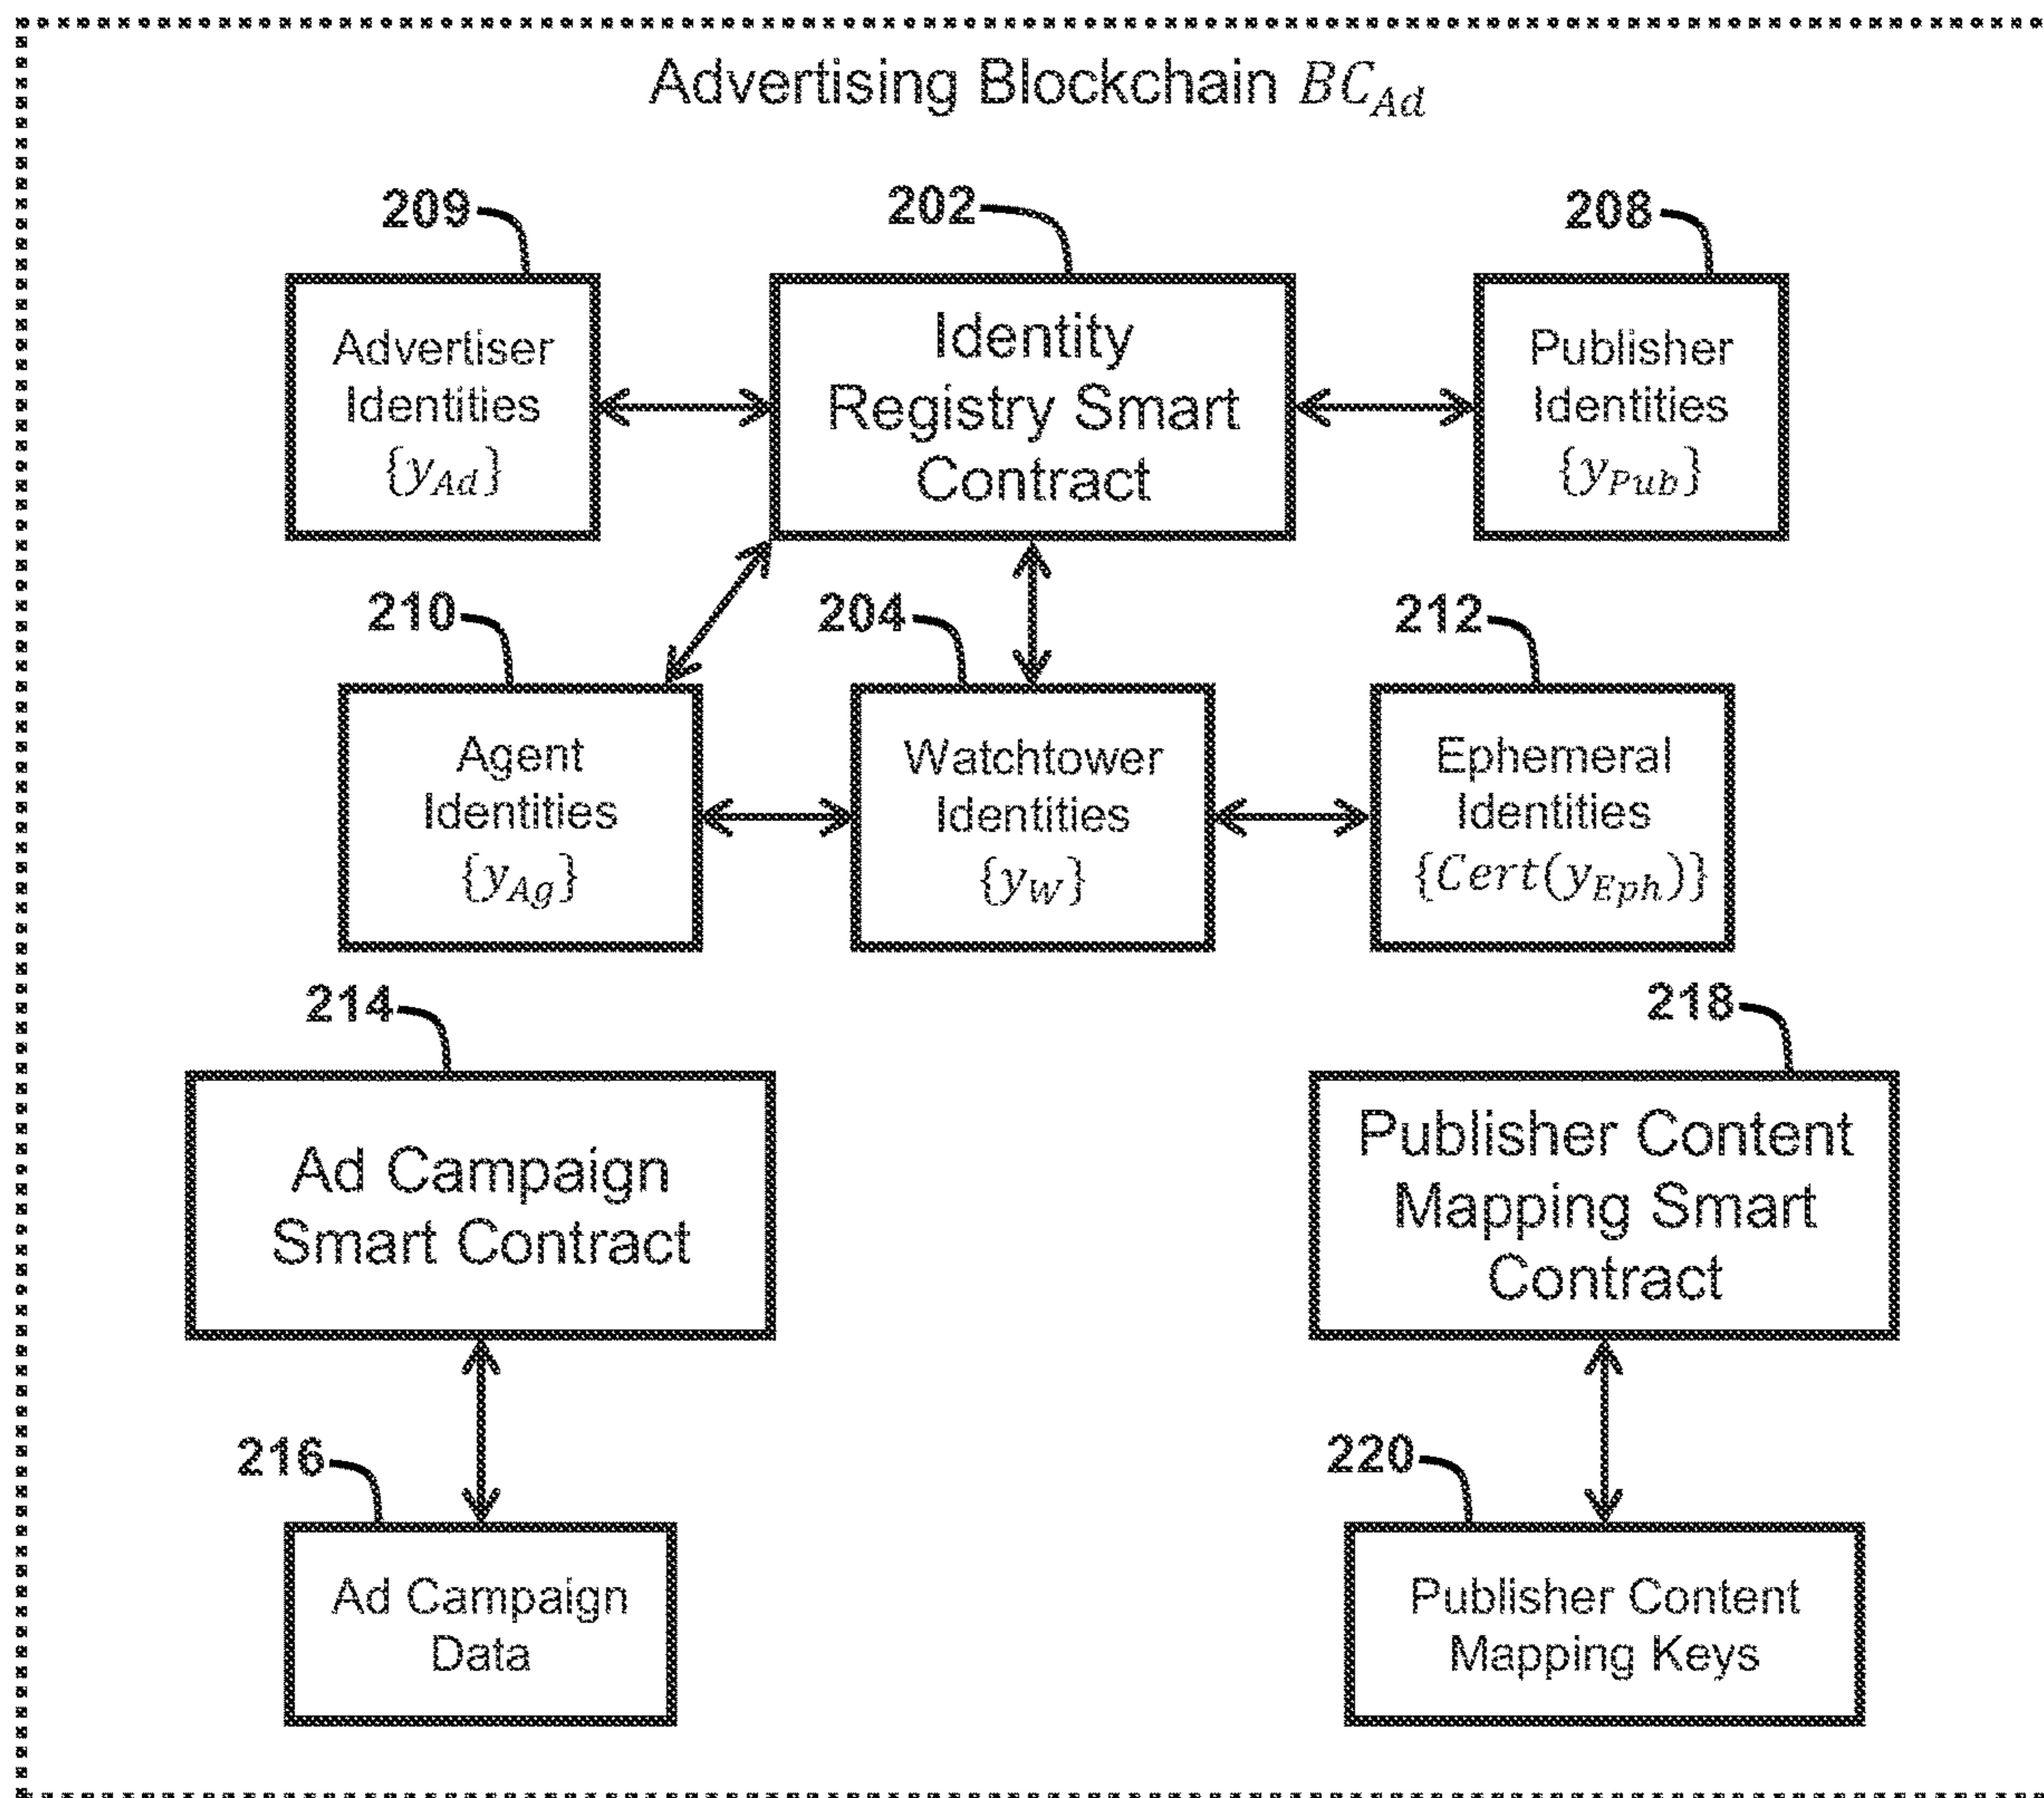 Advertising Blockchain BC_Ad
209
202
208
Advertiser
Identities
{y_Ad}
Identity
Registry Smart
Contract
Publisher
Identities
{y_Pub}
210
204
212
Agent
Identities
{y_Ag}
Watchtower
Identities
{y_W}
Ephemeral
Identities
{Cert(y_Eph)}
214
218
Ad Campaign
Smart Contract
Publisher Content
Mapping Smart
Contract
216
220
Ad Campaign
Data
Publisher Content
Mapping Keys